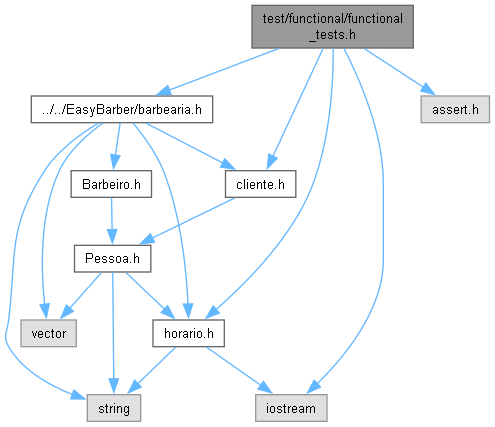 test/functional/functional
_tests.h
../../EasyBarber/barbearia.h
assert.h
Barbeiro.h
cliente.h
Pessoa.h
vector
horario.h
string
iostream